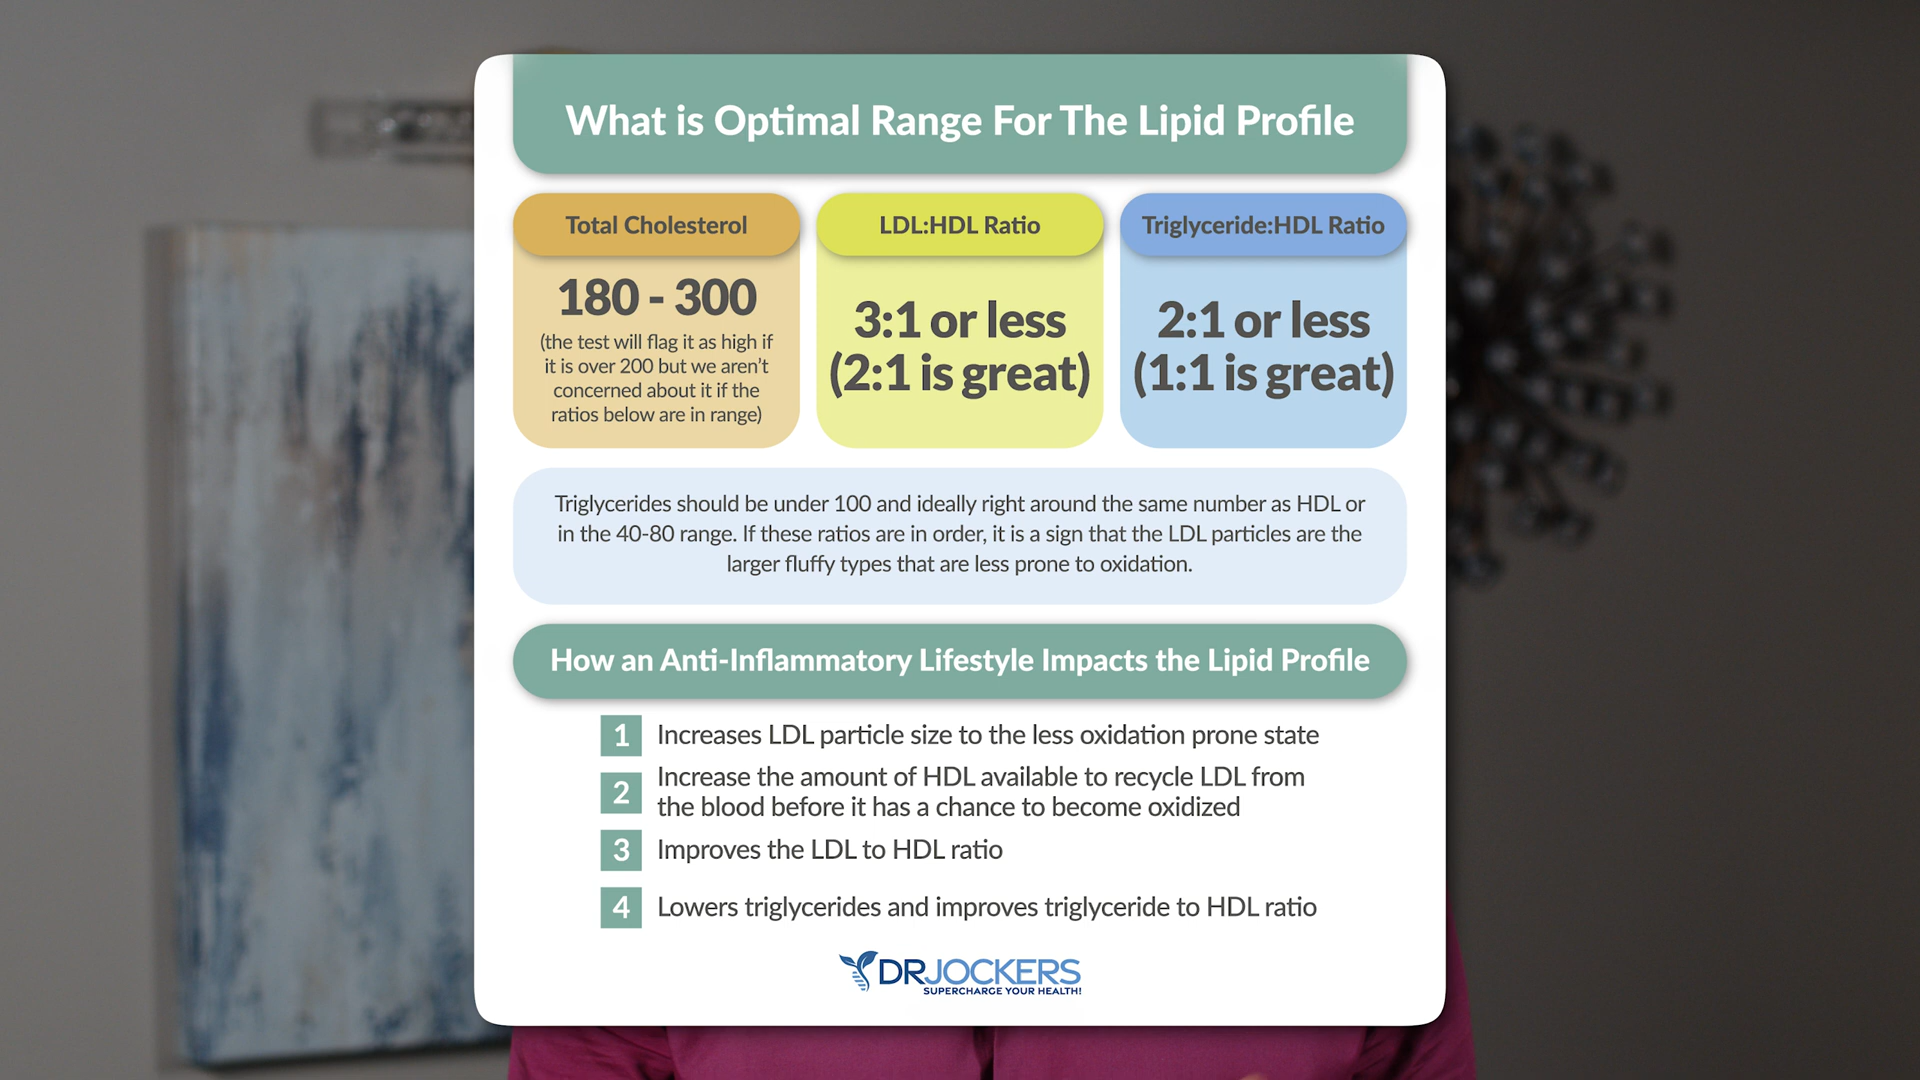 What is Optimal Range For The Lipid Profile
Total Cholesterol
180 - 300
(the test will flag it as high if
it is over 200 but we aren't
concerned about it if the
ratios below are in range)
LDL:HDL Ratio
3:1 or less
(2:1 is great)
Triglyceride:HDL Ratio
2:1 or less
(1:1 is great)
Triglycerides should be under 100 and ideally right around the same number as HDL or
in the 40-80 range. If these ratios are in order, it is a sign that the LDL particles are the
larger fluffy types that are less prone to oxidation.
How an Anti-Inflammatory Lifestyle Impacts the Lipid Profile
1 Increases LDL particle size to the less oxidation prone state
2 Increase the amount of HDL available to recycle LDL from
the blood before it has a chance to become oxidized
3 Improves the LDL to HDL ratio
4 Lowers triglycerides and improves triglyceride to HDL ratio
DRJOCKERS
SUPERCHARGE YOUR HEALTH!